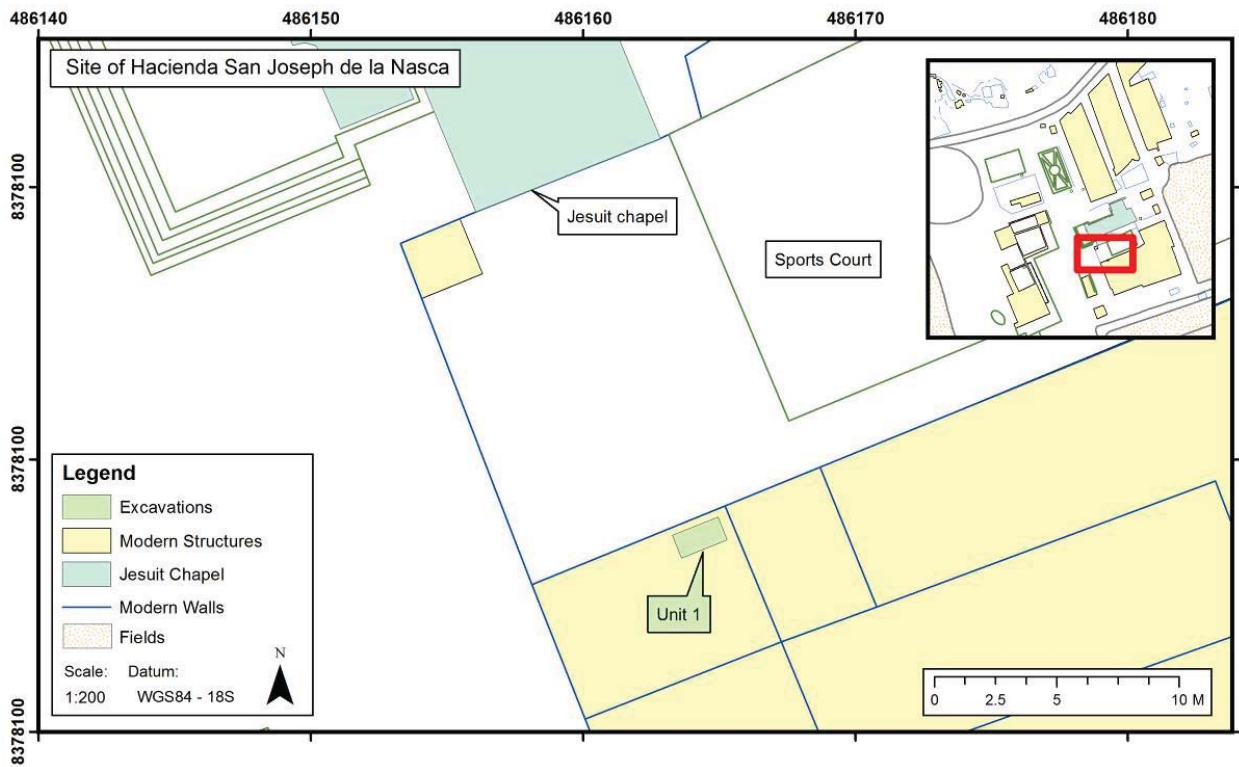 486140 486150 486160 486170 486180
Site of Hacienda San Joseph de la Nasca
8378100
Jesuit chapel
Sports Court
8378100
Legend
Excavations
Modern Structures
Jesuit Chapel
Modern Walls
Fields
Scale: Datum:
1:200 WGS84 - 18S
N
Unit 1
0 2.5 5 10 M
8378100